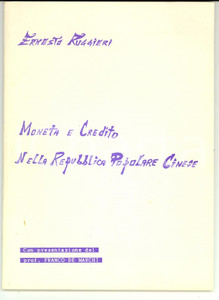 ERNESTO RUGGIERI
MONETA E CREDITO
NELLA REPUBBLICA POPOLARE CINESE
Con presentazione del
prof. FRANCO DE MARCHI